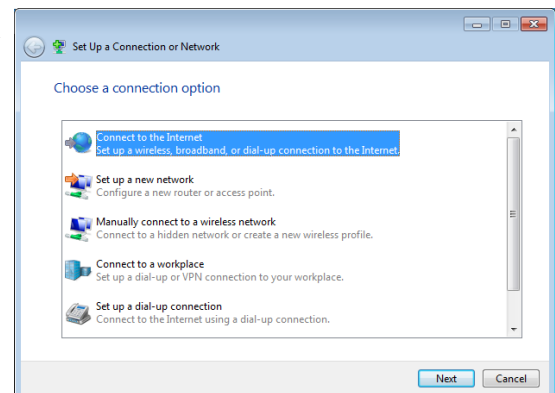 Set Up a Connection or Network
Choose a connection option
Connect to the Internet
Set up a wireless, broadband, or dial-up connection to the Internet.
Set up a new network
Configure a new router or access point.
Manually connect to a wireless network
Connect to a hidden network or create a new wireless profile.
Connect to a workplace
Set up a dial-up or VPN connection to your workplace.
Set up a dial-up connection
Connect to the Internet using a dial-up connection.
Next Cancel